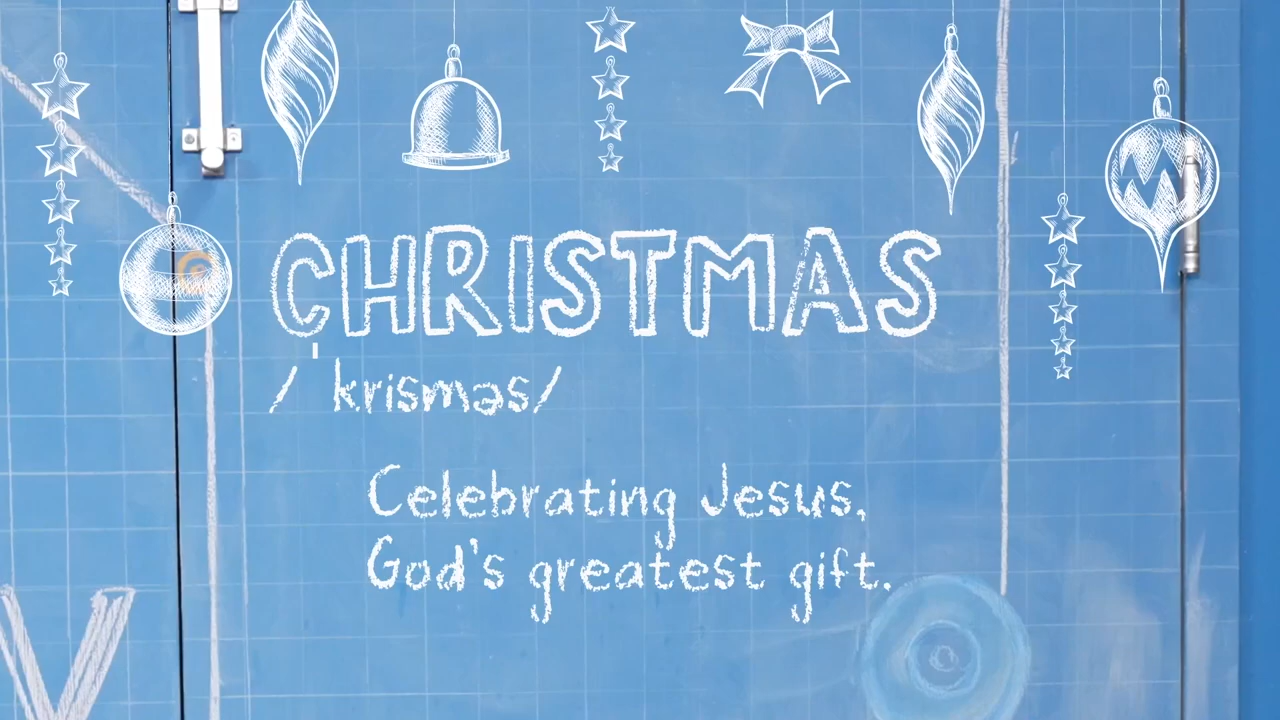 CHRISTMAS
/ˈkrisməs/
Celebrating Jesus,
God's greatest gift.
V